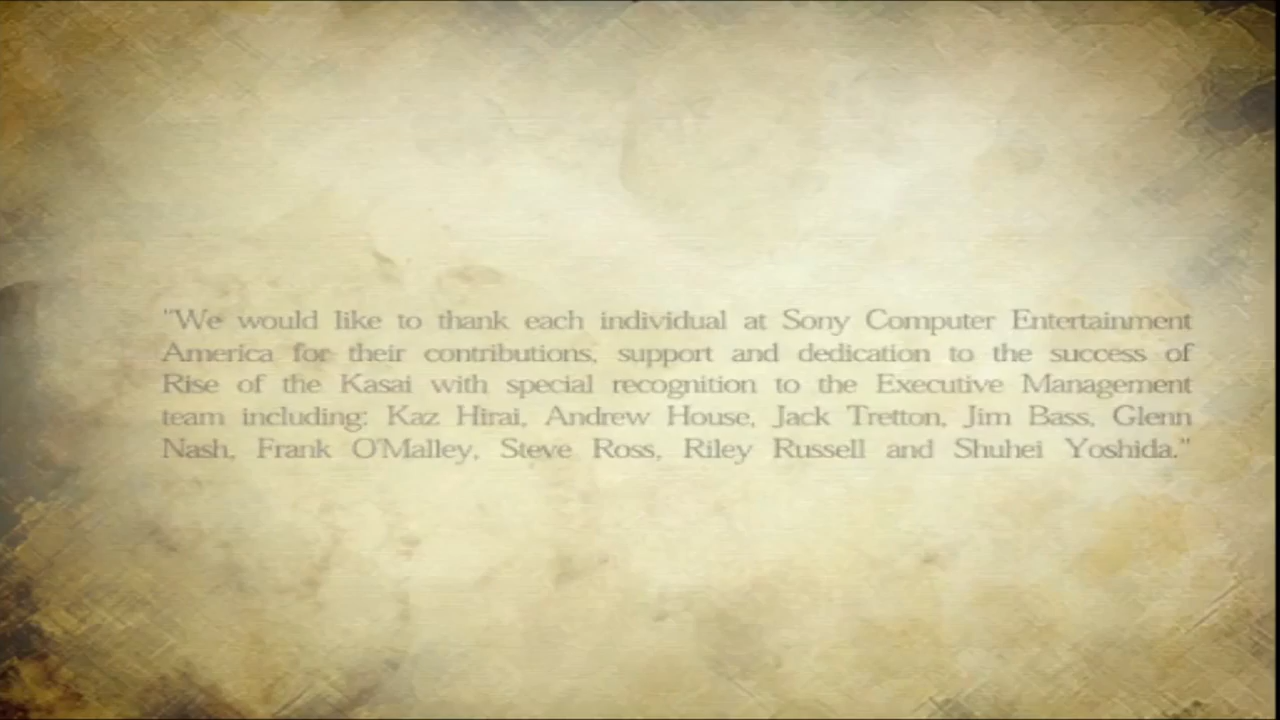 "We would like to thank each individual at Sony Computer Entertainment
America for their contributions, support and dedication to the success of
Rise of the Kasai with special recognition to the Executive Management
team including: Kaz Hirai, Andrew House, Jack Tretton, Jim Bass, Glenn
Nash, Frank O'Malley, Steve Ross, Riley Russell and Shuhei Yoshida."